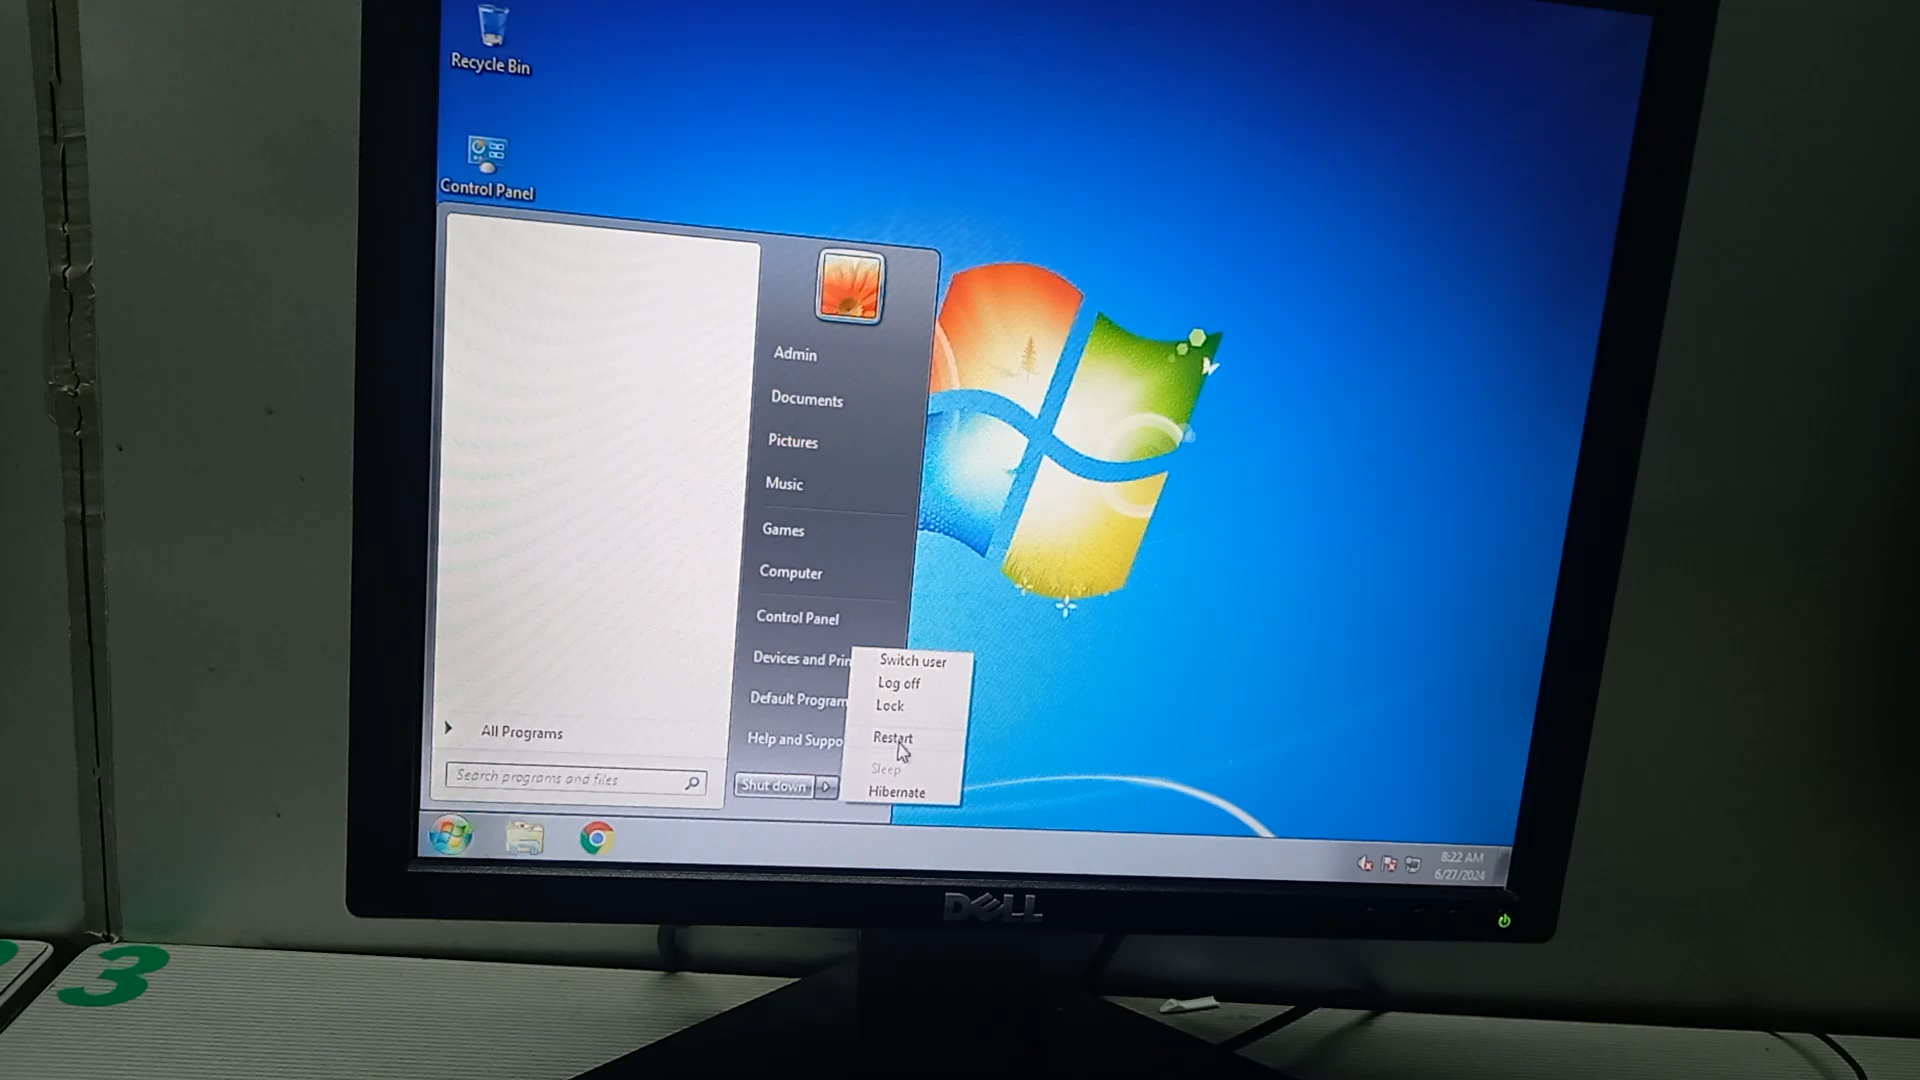 Recycle Bin
Control Panel
Admin
Documents
Pictures
Music
Games
Computer
Control Panel
Devices and Prin
Default Program
Help and Suppo
Switch user
Log off
Lock
Restart
Sleep
Hibernate
All Programs
Search programs and files
Shut down
8:22 AM
6/27/2024
DELL
3